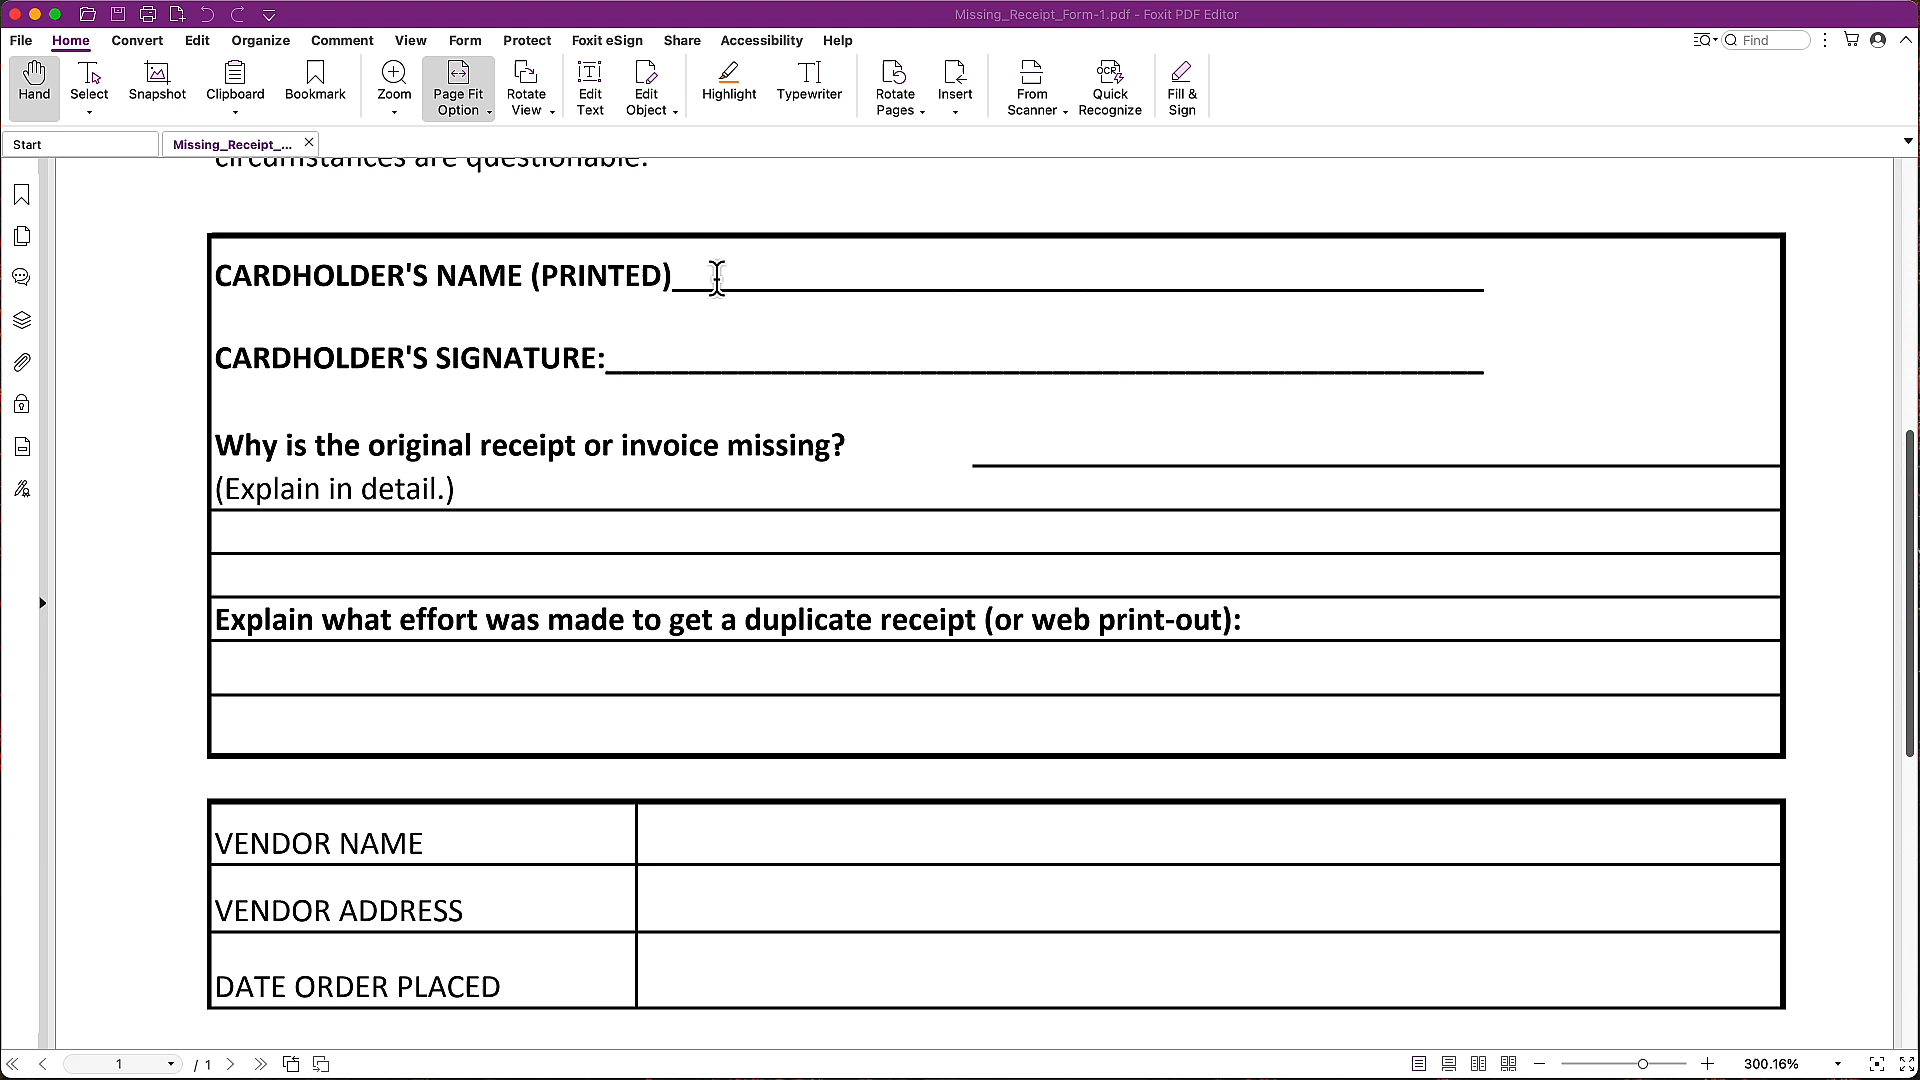 Missing_Receipt_Form-1.pdf - Foxit PDF Editor
File Home Convert Edit Organize Comment View Form Protect Foxit eSign Share Accessibility Help Find
Hand Select Snapshot Clipboard Bookmark Zoom Page Fit Option Rotate View Edit Text Edit Object Highlight Typewriter Rotate Pages Insert From Scanner OCR Quick Recognize Fill & Sign
Start Missing_Receipt_...
circumstances are questionable.
CARDHOLDER'S NAME (PRINTED)
CARDHOLDER'S SIGNATURE:
Why is the original receipt or invoice missing?
(Explain in detail.)
Explain what effort was made to get a duplicate receipt (or web print-out):
VENDOR NAME
VENDOR ADDRESS
DATE ORDER PLACED
1 / 1 300.16%